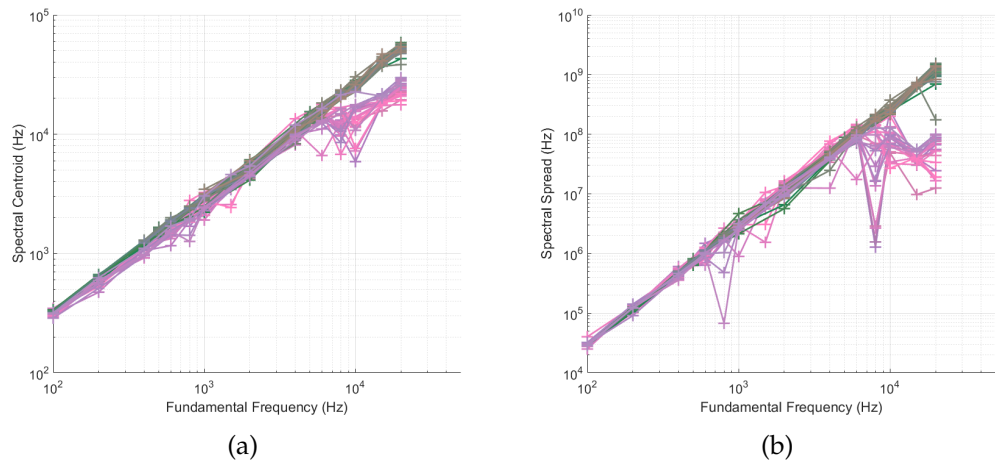 10^5
10^4
10^3
10^2
Spectral Centroid (Hz)
10^2 10^3 10^4
Fundamental Frequency (Hz)
(a)
10^10
10^9
10^8
10^7
10^6
10^5
10^4
Spectral Spread (Hz)
10^2 10^3 10^4
Fundamental Frequency (Hz)
(b)